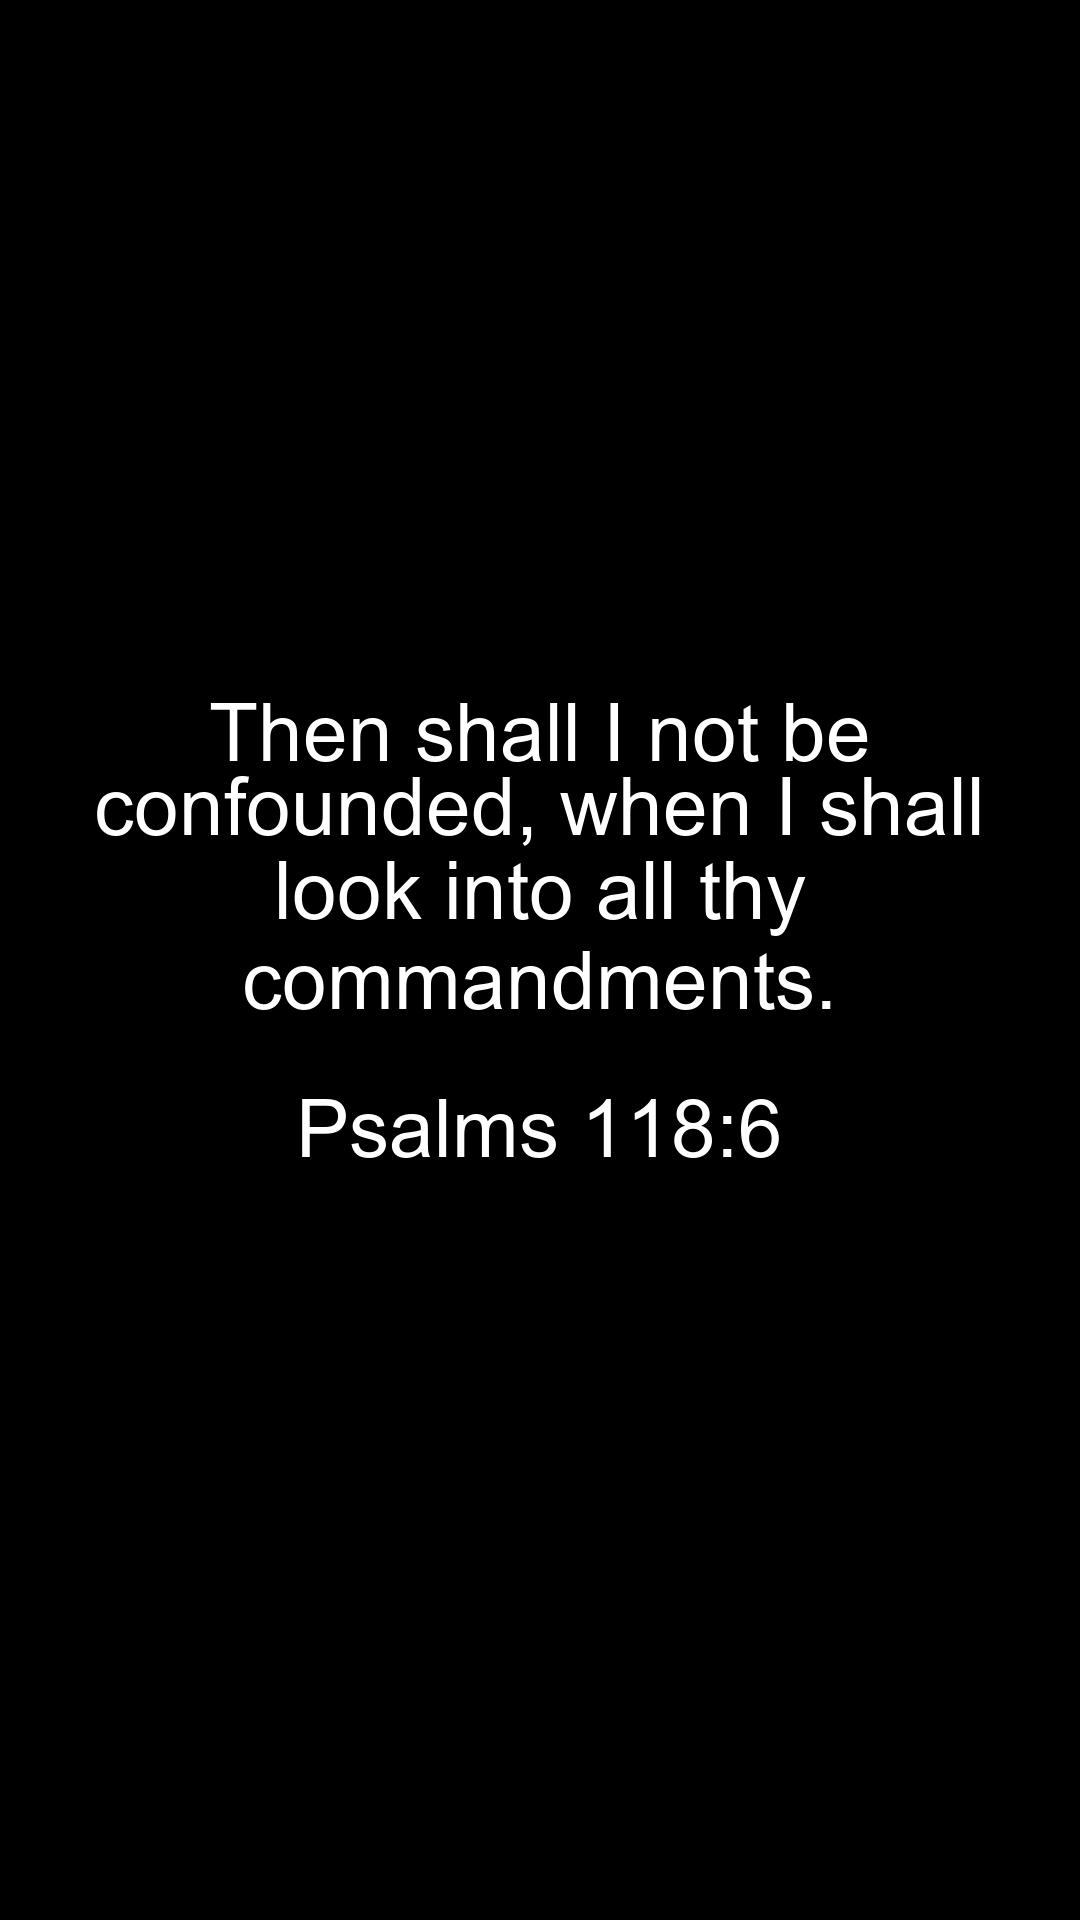 Then shall I not be
confounded, when I shall
look into all thy
commandments.
Psalms 118:6